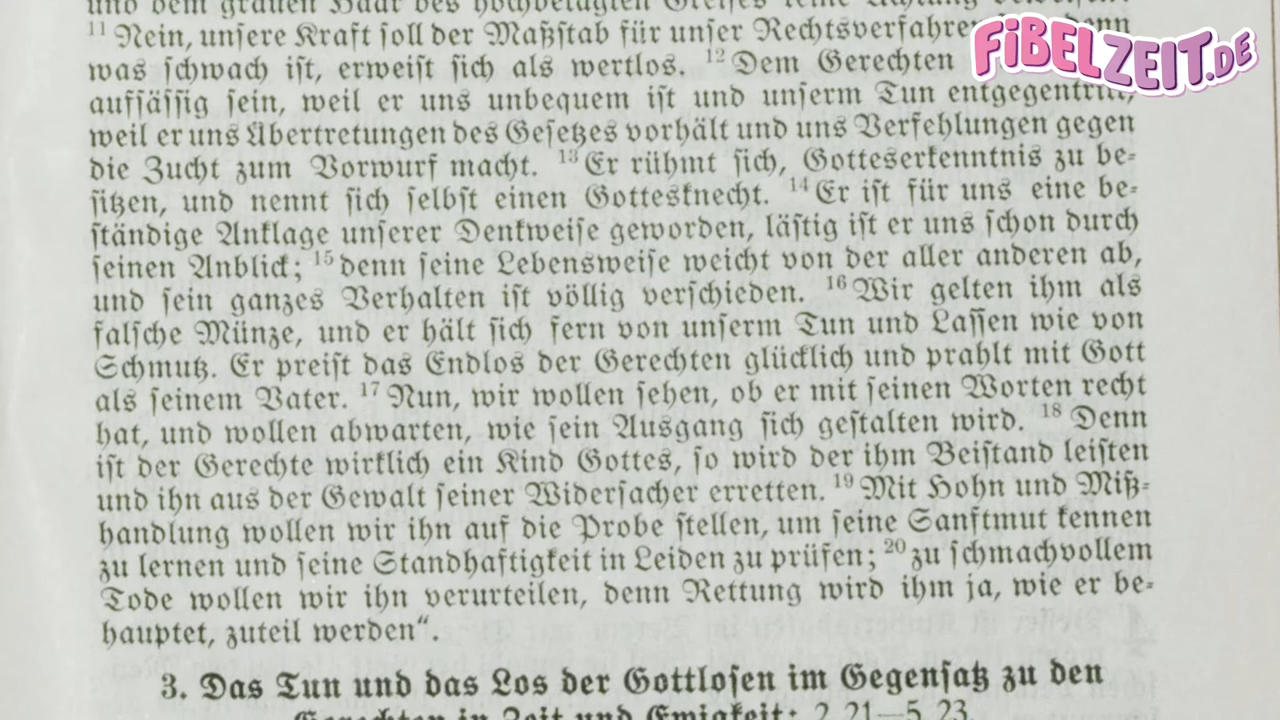 und dem grauen Haar des hochbetagten Greises keine Achtung
¹¹ Nein, unsere Kraft soll der Maßstab für unser Rechtsverfahre denn
was schwach ist, erweist sich als wertlos. ¹² Dem Gerechten
aufsässig sein, weil er uns unbequem ist und unserm Tun entgegentritt,
weil er uns Übertretungen des Gesetzes vorhält und uns Verfehlungen gegen
die Zucht zum Vorwurf macht. ¹³ Er rühmt sich, Gotteserkenntnis zu be-
sitzen, und nennt sich selbst einen Gottesknecht. ¹⁴ Er ist für uns eine be-
ständige Anklage unserer Denkweise geworden, lästig ist er uns schon durch
seinen Anblick; ¹⁵ denn seine Lebensweise weicht von der aller anderen ab,
und sein ganzes Verhalten ist völlig verschieden. ¹⁶ Wir gelten ihm als
falsche Münze, und er hält sich fern von unserm Tun und Lassen wie von
Schmutz. Er preist das Endlos der Gerechten glücklich und prahlt mit Gott
als seinem Vater. ¹⁷ Nun, wir wollen sehen, ob er mit seinen Worten recht
hat, und wollen abwarten, wie sein Ausgang sich gestalten wird. ¹⁸ Denn
ist der Gerechte wirklich ein Kind Gottes, so wird der ihm Beistand leisten
und ihn aus der Gewalt seiner Widersacher erretten. ¹⁹ Mit Hohn und Miß-
handlung wollen wir ihn auf die Probe stellen, um seine Sanftmut kennen
zu lernen und seine Standhaftigkeit in Leiden zu prüfen; ²⁰ zu schmachvollem
Tode wollen wir ihn verurteilen, denn Rettung wird ihm ja, wie er be-
hauptet, zuteil werden“.
3. Das Tun und das Los der Gottlosen im Gegensatz zu den
Gerechten in Zeit und Ewigkeit: 2,21—5,23.
FiBELZEIT.DE